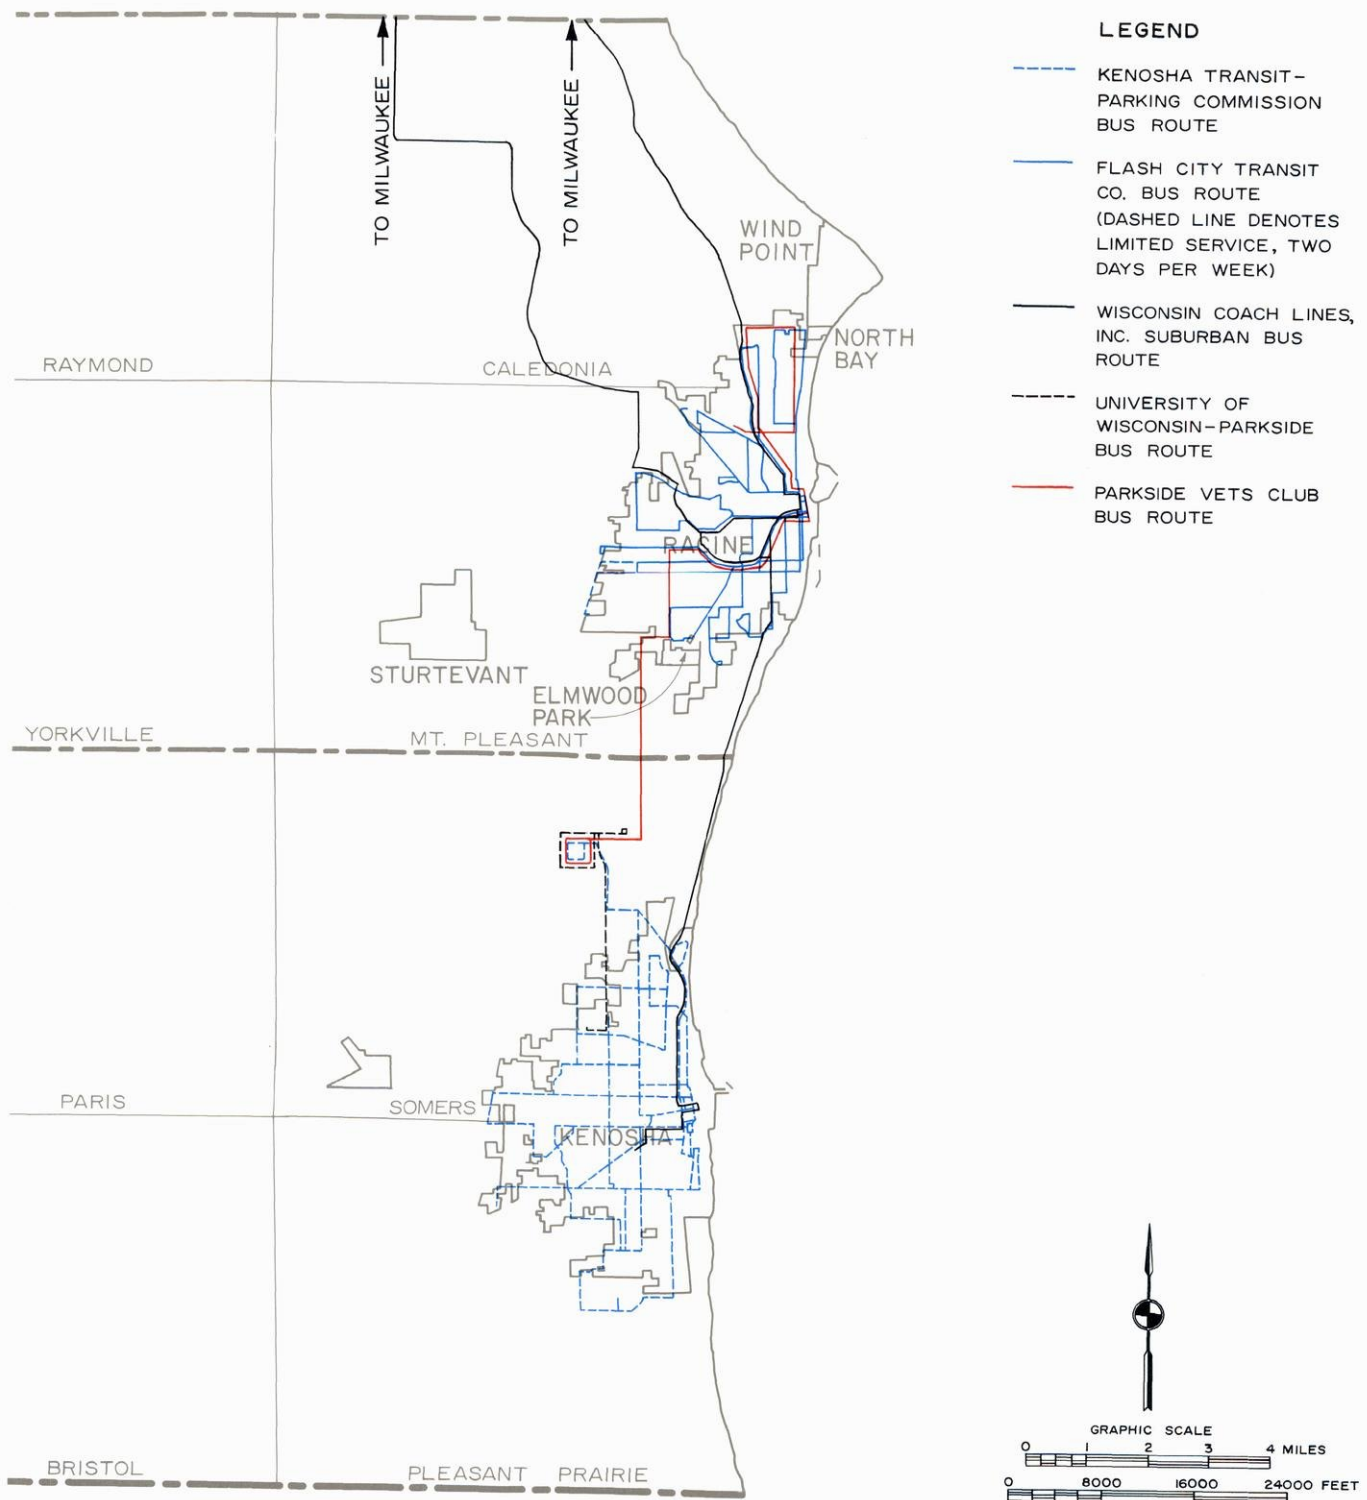 LEGEND
KENOSHA TRANSIT-
PARKING COMMISSION
BUS ROUTE
FLASH CITY TRANSIT
CO. BUS ROUTE
(DASHED LINE DENOTES
LIMITED SERVICE, TWO
DAYS PER WEEK)
WISCONSIN COACH LINES,
INC. SUBURBAN BUS
ROUTE
UNIVERSITY OF
WISCONSIN-PARKSIDE
BUS ROUTE
PARKSIDE VETS CLUB
BUS ROUTE
TO MILWAUKEE
TO MILWAUKEE
WIND
POINT
NORTH
BAY
RAYMOND
CALEDONIA
RACINE
STURTEVANT
ELMWOOD
PARK
YORKVILLE
MT. PLEASANT
PARIS
SOMERS
KENOSHA
BRISTOL
PLEASANT PRAIRIE
GRAPHIC SCALE
0 1 2 3 4 MILES
0 8000 16000 24000 FEET